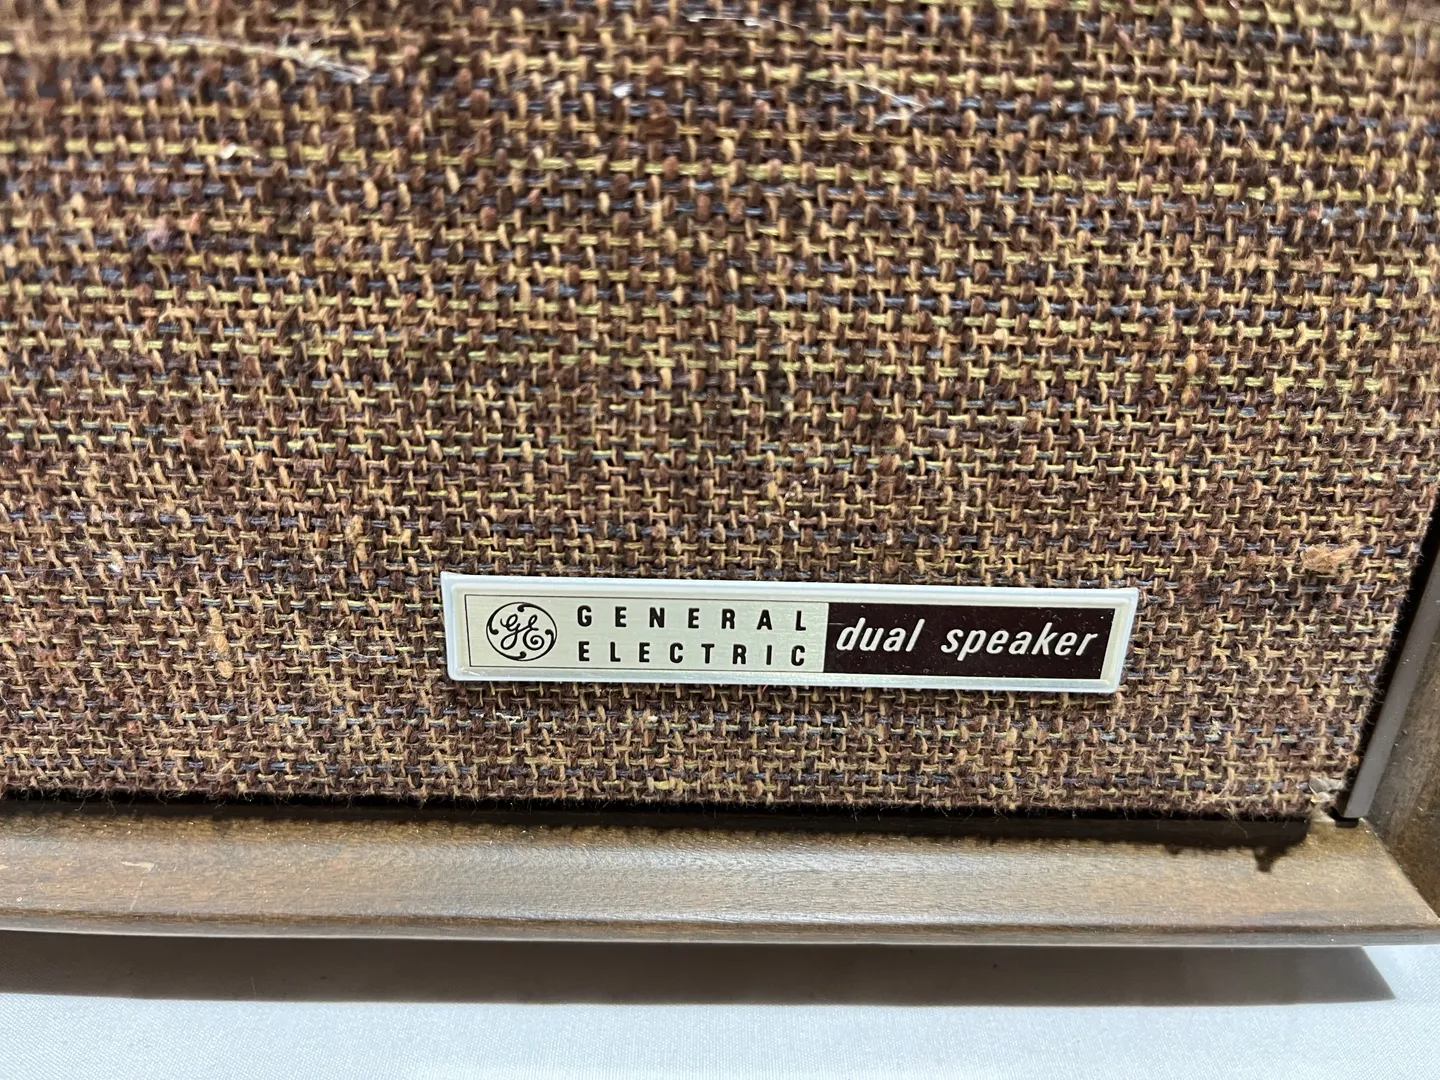 GE
GENERAL
ELECTRIC
dual speaker